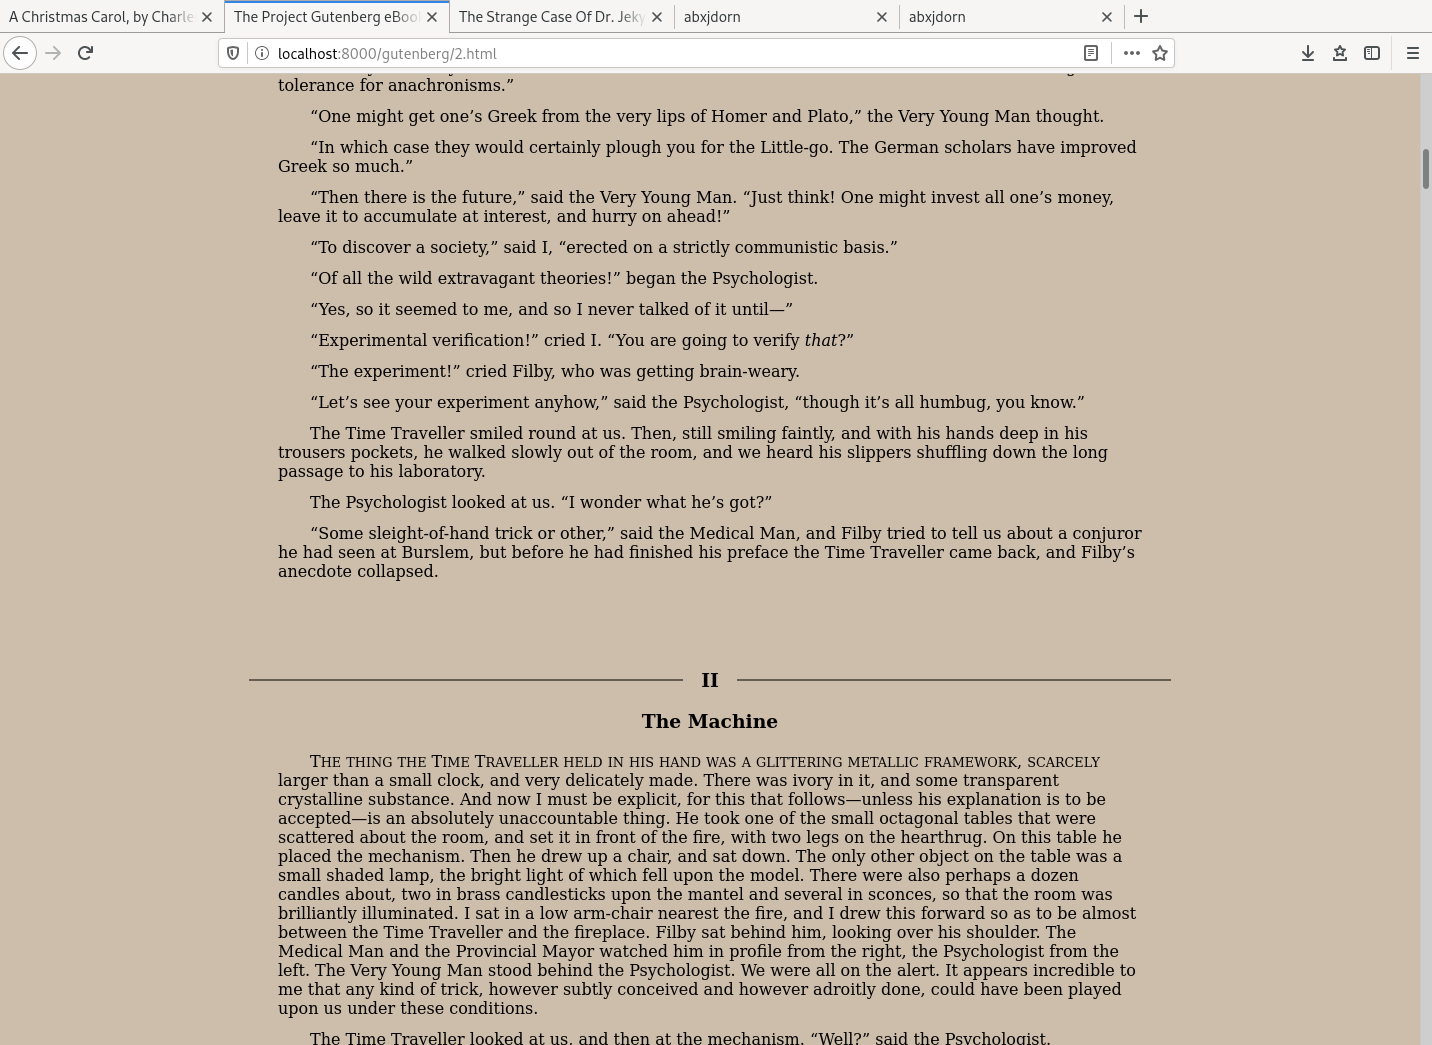 A Christmas Carol, by Charle
The Project Gutenberg eBoo
The Strange Case Of Dr. Jeky
abxjdorn
abxjdorn
localhost:8000/gutenberg/2.html
tolerance for anachronisms.”
“One might get one’s Greek from the very lips of Homer and Plato,” the Very Young Man thought.
“In which case they would certainly plough you for the Little-go. The German scholars have improved
Greek so much.”
“Then there is the future,” said the Very Young Man. “Just think! One might invest all one’s money,
leave it to accumulate at interest, and hurry on ahead!”
“To discover a society,” said I, “erected on a strictly communistic basis.”
“Of all the wild extravagant theories!” began the Psychologist.
“Yes, so it seemed to me, and so I never talked of it until—”
“Experimental verification!” cried I. “You are going to verify that?”
“The experiment!” cried Filby, who was getting brain-weary.
“Let’s see your experiment anyhow,” said the Psychologist, “though it’s all humbug, you know.”
The Time Traveller smiled round at us. Then, still smiling faintly, and with his hands deep in his
trousers pockets, he walked slowly out of the room, and we heard his slippers shuffling down the long
passage to his laboratory.
The Psychologist looked at us. “I wonder what he’s got?”
“Some sleight-of-hand trick or other,” said the Medical Man, and Filby tried to tell us about a conjuror
he had seen at Burslem, but before he had finished his preface the Time Traveller came back, and Filby’s
anecdote collapsed.
II
The Machine
The thing the Time Traveller held in his hand was a glittering metallic framework, scarcely
larger than a small clock, and very delicately made. There was ivory in it, and some transparent
crystalline substance. And now I must be explicit, for this that follows—unless his explanation is to be
accepted—is an absolutely unaccountable thing. He took one of the small octagonal tables that were
scattered about the room, and set it in front of the fire, with two legs on the hearthrug. On this table he
placed the mechanism. Then he drew up a chair, and sat down. The only other object on the table was a
small shaded lamp, the bright light of which fell upon the model. There were also perhaps a dozen
candles about, two in brass candlesticks upon the mantel and several in sconces, so that the room was
brilliantly illuminated. I sat in a low arm-chair nearest the fire, and I drew this forward so as to be almost
between the Time Traveller and the fireplace. Filby sat behind him, looking over his shoulder. The
Medical Man and the Provincial Mayor watched him in profile from the right, the Psychologist from the
left. The Very Young Man stood behind the Psychologist. We were all on the alert. It appears incredible to
me that any kind of trick, however subtly conceived and however adroitly done, could have been played
upon us under these conditions.
The Time Traveller looked at us, and then at the mechanism. “Well?” said the Psychologist.